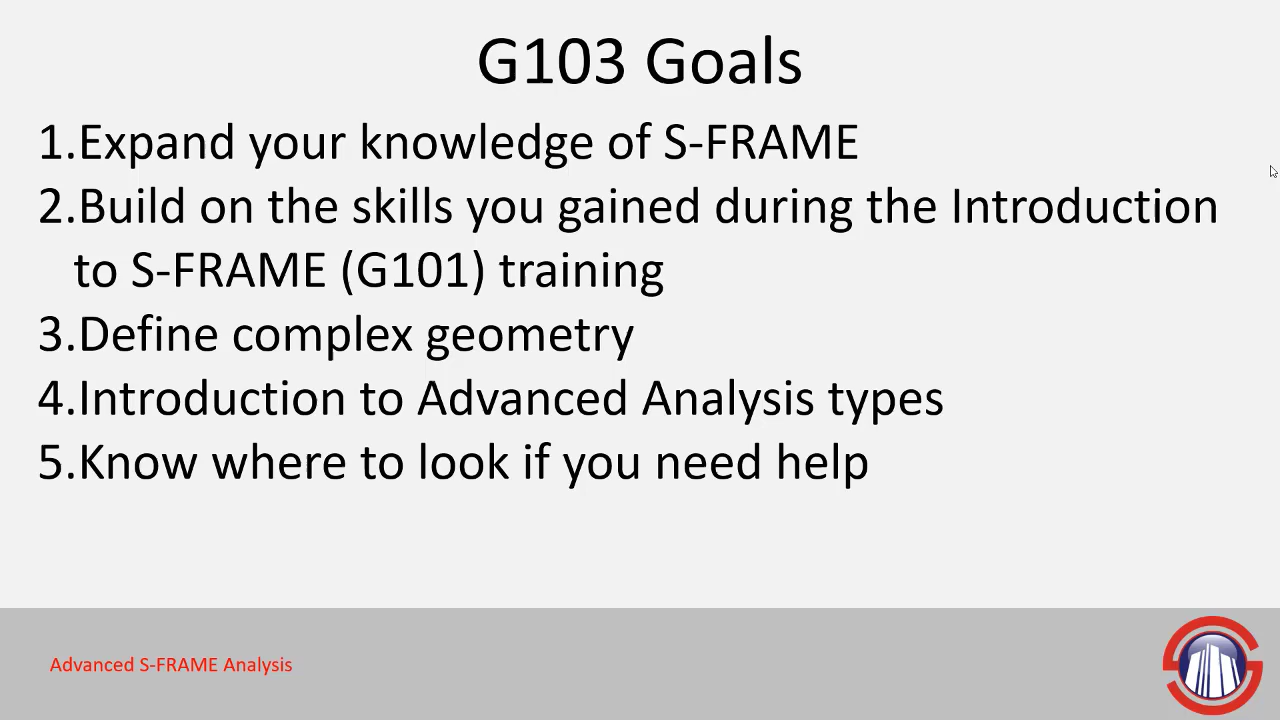 G103 Goals
1.Expand your knowledge of S-FRAME
2.Build on the skills you gained during the Introduction
to S-FRAME (G101) training
3.Define complex geometry
4.Introduction to Advanced Analysis types
5.Know where to look if you need help
Advanced S-FRAME Analysis